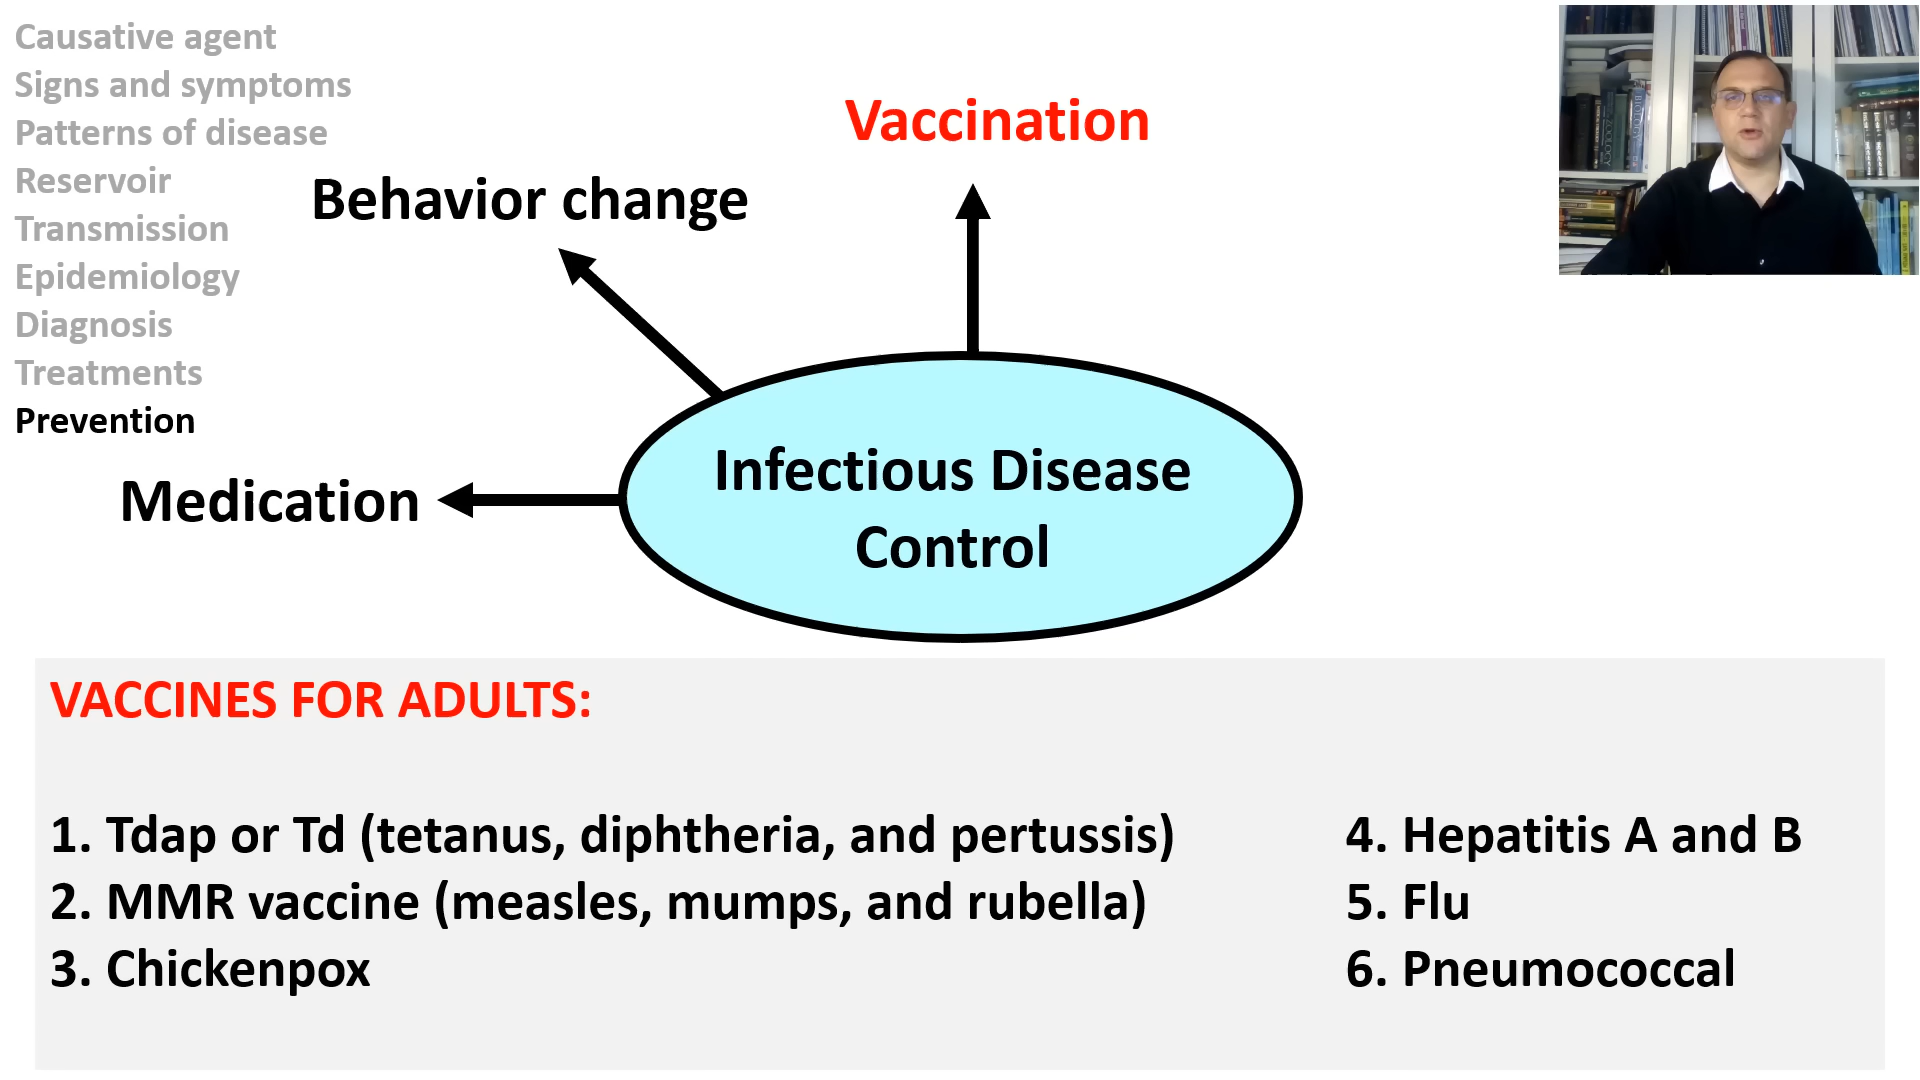 Causative agent
Signs and symptoms
Patterns of disease
Reservoir
Transmission
Epidemiology
Diagnosis
Treatments
Prevention
Vaccination
Behavior change
Medication
Infectious Disease
Control
VACCINES FOR ADULTS:
1. Tdap or Td (tetanus, diphtheria, and pertussis)
2. MMR vaccine (measles, mumps, and rubella)
3. Chickenpox
4. Hepatitis A and B
5. Flu
6. Pneumococcal